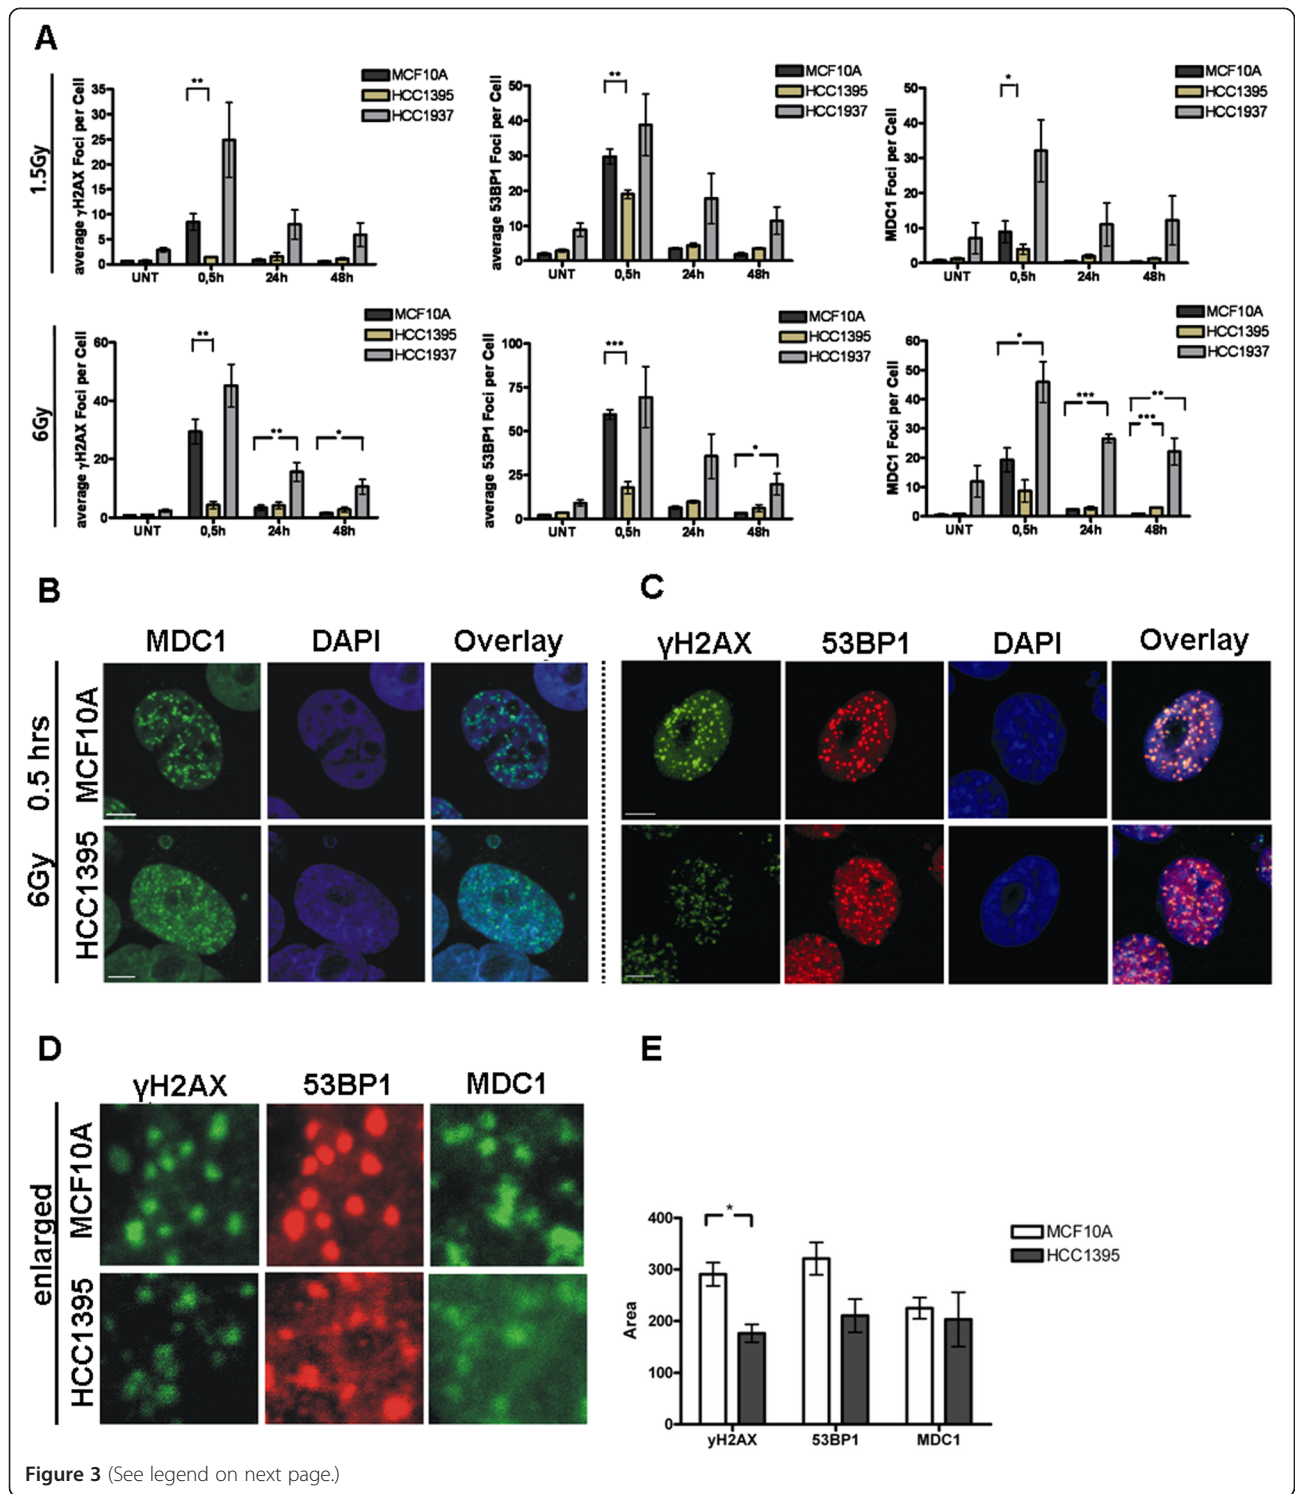 A
1.5Gy
average γH2AX Foci per Cell
35
30
25
20
15
10
5
0
**
UNT 0,5h 24h 48h
MCF10A
HCC1395
HCC1937
average 53BP1 Foci per Cell
50
40
30
20
10
0
**
UNT 0,5h 24h 48h
MCF10A
HCC1395
HCC1937
MDC1 Foci per Cell
50
40
30
20
10
0
*
UNT 0,5h 24h 48h
MCF10A
HCC1395
HCC1937
6Gy
average γH2AX Foci per Cell
60
40
20
0
** ** *
UNT 0,5h 24h 48h
MCF10A
HCC1395
HCC1937
average 53BP1 Foci per Cell
100
75
50
25
0
*** *
UNT 0,5h 24h 48h
MCF10A
HCC1395
HCC1937
MDC1 Foci per Cell
60
50
40
30
20
10
0
* *** ** ***
UNT 0,5h 24h 48h
MCF10A
HCC1395
HCC1937
B
MDC1 DAPI Overlay
6Gy 0.5 hrs
MCF10A
HCC1395
C
γH2AX 53BP1 DAPI Overlay
D
γH2AX 53BP1 MDC1
enlarged
MCF10A
HCC1395
E
Area
400
300
200
100
0
*
γH2AX 53BP1 MDC1
MCF10A
HCC1395
Figure 3 (See legend on next page.)